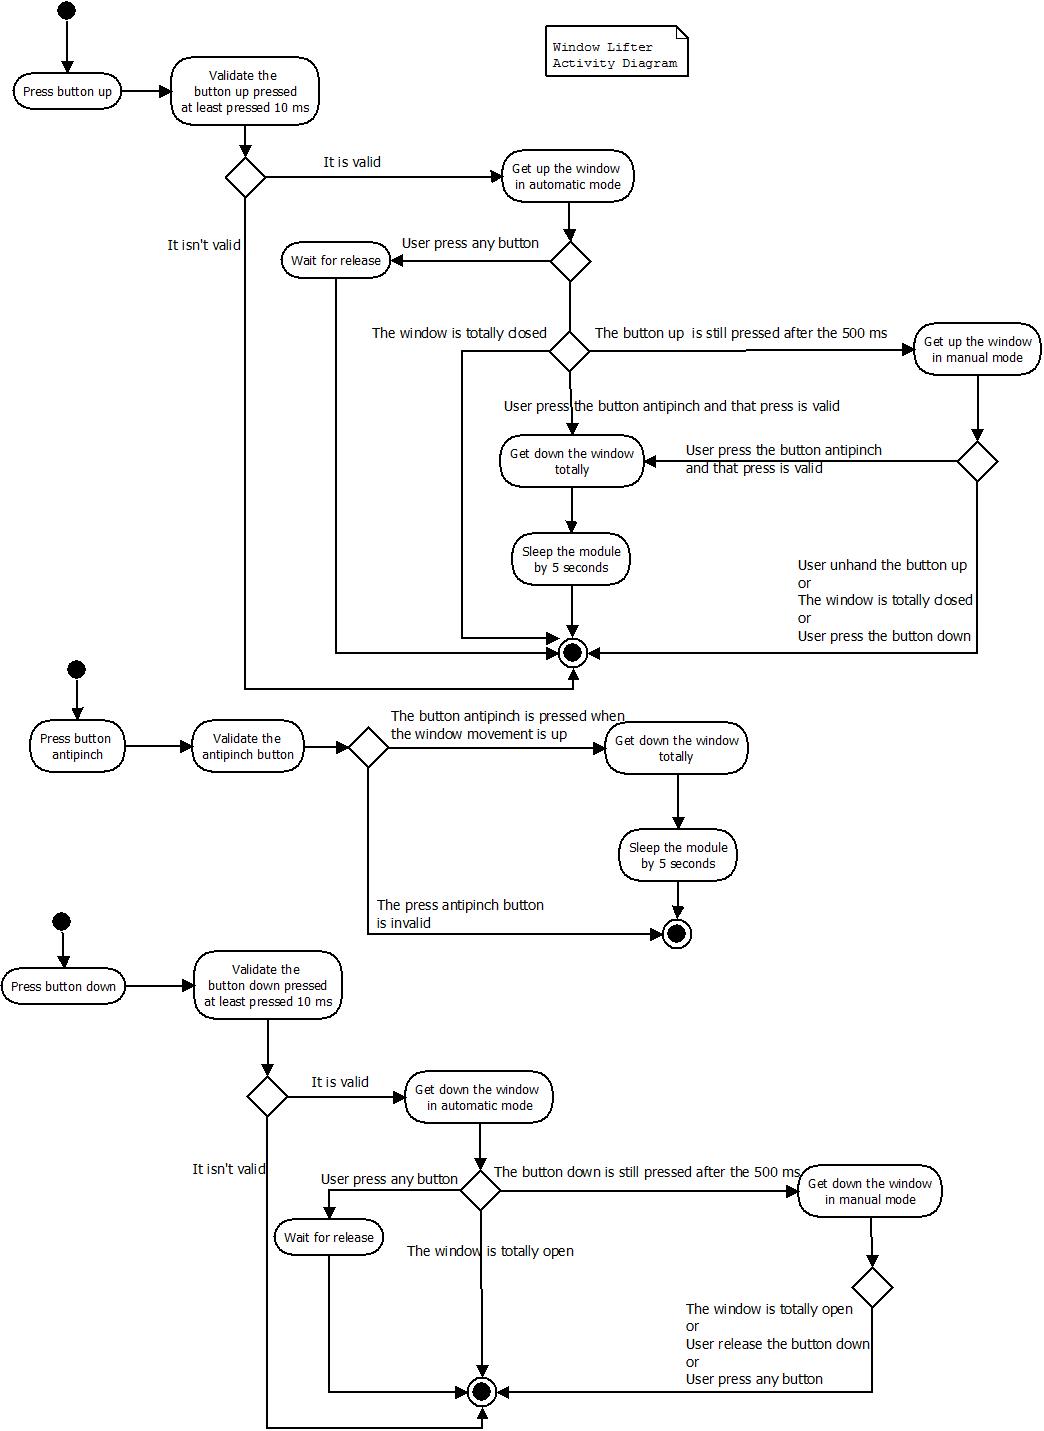 Window Lifter
Activity Diagram
Press button up
Validate the
button up pressed
at least pressed 10 ms
It is valid
Get up the window
in automatic mode
It isn't valid
Wait for release
User press any button
The window is totally closed
The button up  is still pressed after the 500 ms
Get up the window
in manual mode
User press the button antipinch and that press is valid
Get down the window
totally
User press the button antipinch
and that press is valid
Sleep the module
by 5 seconds
User unhand the button up
or
The window is totally closed
or
User press the button down
Press button
antipinch
Validate the
antipinch button
The button antipinch is pressed when
the window movement is up
Get down the window
totally
Sleep the module
by 5 seconds
The press antipinch button
is invalid
Press button down
Validate the
button down pressed
at least pressed 10 ms
It is valid
Get down the window
in automatic mode
It isn't valid
User press any button
The button down is still pressed after the 500 ms
Get down the window
in manual mode
Wait for release
The window is totally open
The window is totally open
or
User release the button down
or
User press any button